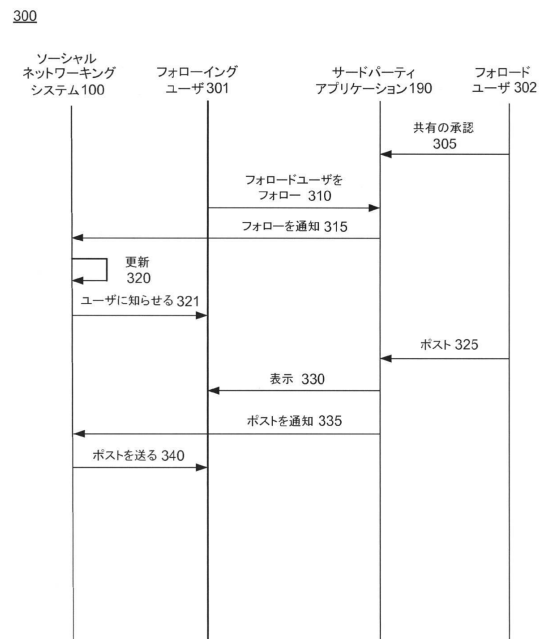 300
ソーシャル
ネットワーキング
システム100
フォローイング
ユーザ301
サードパーティ
アプリケーション190
フォロード
ユーザ302
共有の承認
305
フォロードユーザを
フォロー 310
フォローを通知 315
更新
320
ユーザに知らせる 321
ポスト 325
表示 330
ポストを通知 335
ポストを送る 340